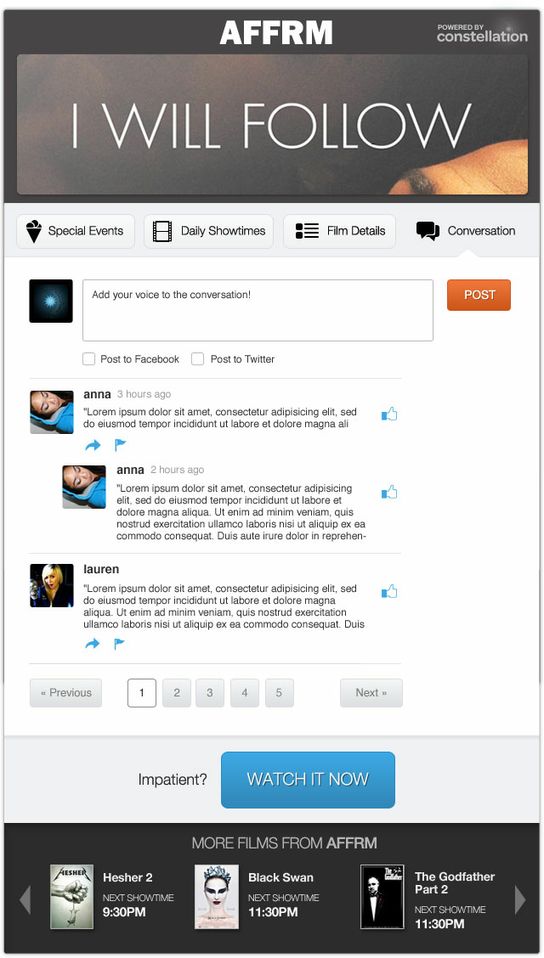 AFFRM
POWERED BY
constellation
I WILL FOLLOW
Special Events
Daily Showtimes
Film Details
Conversation
Add your voice to the conversation!
POST
Post to Facebook
Post to Twitter
anna 3 hours ago
"Lorem ipsum dolor sit amet, consectetur adipisicing elit, sed
do eiusmod tempor incididunt ut labore et dolore magna ali
anna 2 hours ago
"Lorem ipsum dolor sit amet, consectetur adipisicing
elit, sed do eiusmod tempor incididunt ut labore et dolore
magna aliqua. Ut enim ad minim veniam, quis
nostrud exercitation ullamco laboris nisi ut aliquip ex ea
commodo consequat. Duis aute irure dolor in reprehen-
lauren
"Lorem ipsum dolor sit amet, consectetur adipisicing elit,
sed do eiusmod tempor incididunt ut labore et dolore magna
aliqua. Ut enim ad minim veniam, quis nostrud exercitation
ullamco laboris nisi ut aliquip ex ea commodo consequat. Duis
« Previous
1
2
3
4
5
Next »
Impatient?
WATCH IT NOW
MORE FILMS FROM AFFRM
HESHER
Hesher 2
NEXT SHOWTIME
9:30PM
Black Swan
NEXT SHOWTIME
11:30PM
The Godfather
The Godfather
Part 2
NEXT SHOWTIME
11:30PM